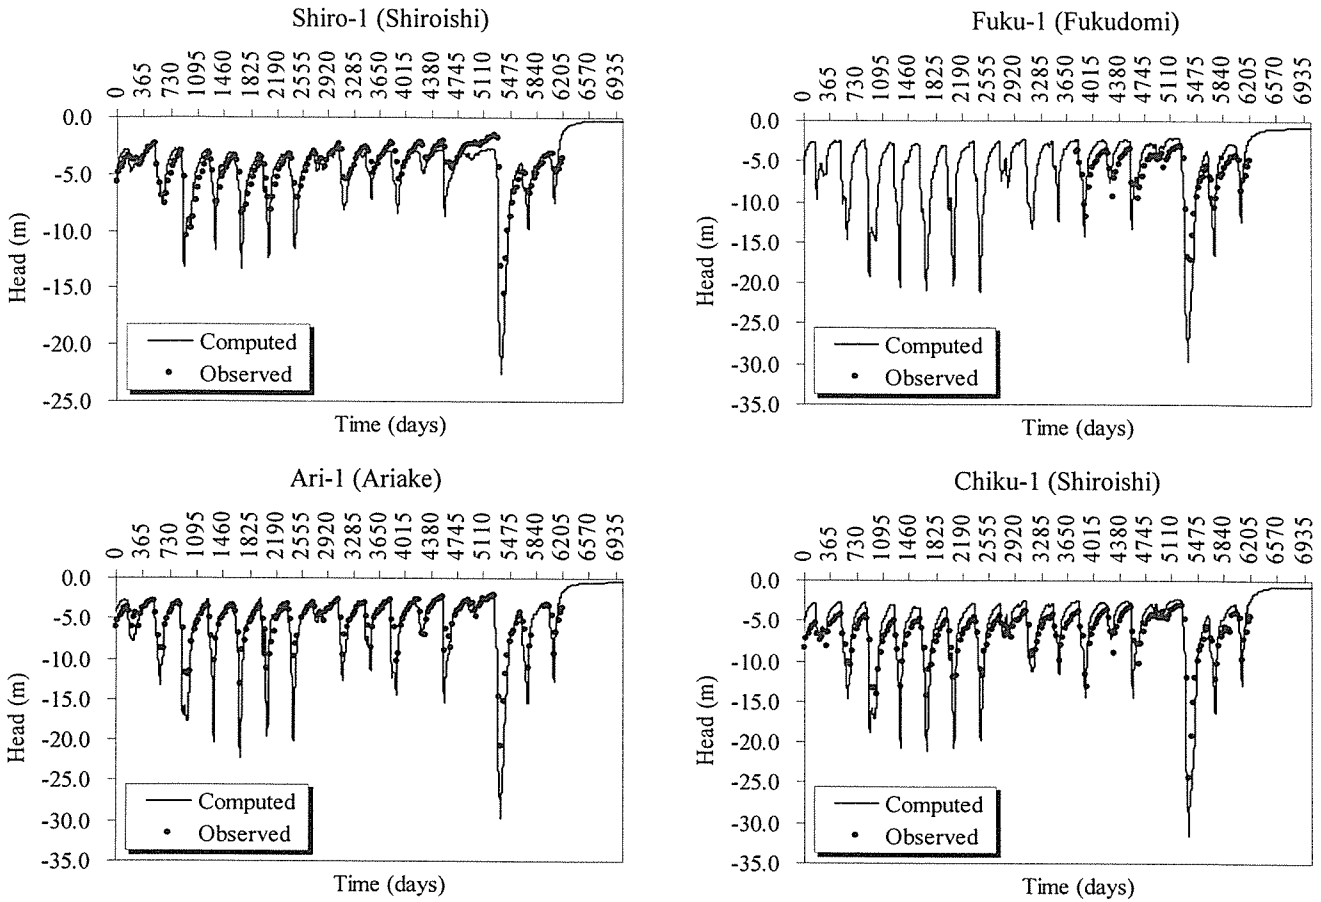 Shiro-1 (Shiroishi)
0 365 730 1095 1460 1825 2190 2555 2920 3285 3650 4015 4380 4745 5110 5475 5840 6205 6570 6935
0.0
-5.0
-10.0
-15.0
-20.0
-25.0
Head (m)
Computed
Observed
Time (days)
Fuku-1 (Fukudomi)
0 365 730 1095 1460 1825 2190 2555 2920 3285 3650 4015 4380 4745 5110 5475 5840 6205 6570 6935
0.0
-5.0
-10.0
-15.0
-20.0
-25.0
-30.0
-35.0
Head (m)
Computed
Observed
Time (days)
Ari-1 (Ariake)
0 365 730 1095 1460 1825 2190 2555 2920 3285 3650 4015 4380 4745 5110 5475 5840 6205 6570 6935
0.0
-5.0
-10.0
-15.0
-20.0
-25.0
-30.0
-35.0
Head (m)
Computed
Observed
Time (days)
Chiku-1 (Shiroishi)
0 365 730 1095 1460 1825 2190 2555 2920 3285 3650 4015 4380 4745 5110 5475 5840 6205 6570 6935
0.0
-5.0
-10.0
-15.0
-20.0
-25.0
-30.0
-35.0
Head (m)
Computed
Observed
Time (days)